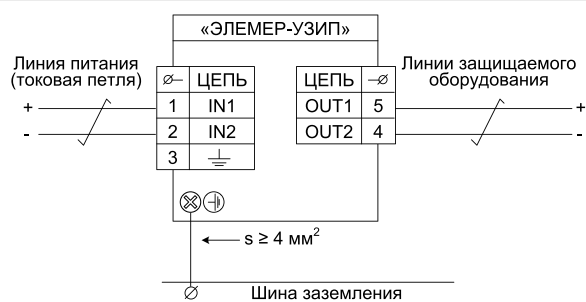 «ЭЛЕМЕР-УЗИП»
Линия питания
(токовая петля)
ЦЕПЬ
1 IN1
2 IN2
3
+
-
ЦЕПЬ
OUT1 5
OUT2 4
Линии защищаемого
оборудования
+
-
s ≥ 4 мм²
Шина заземления